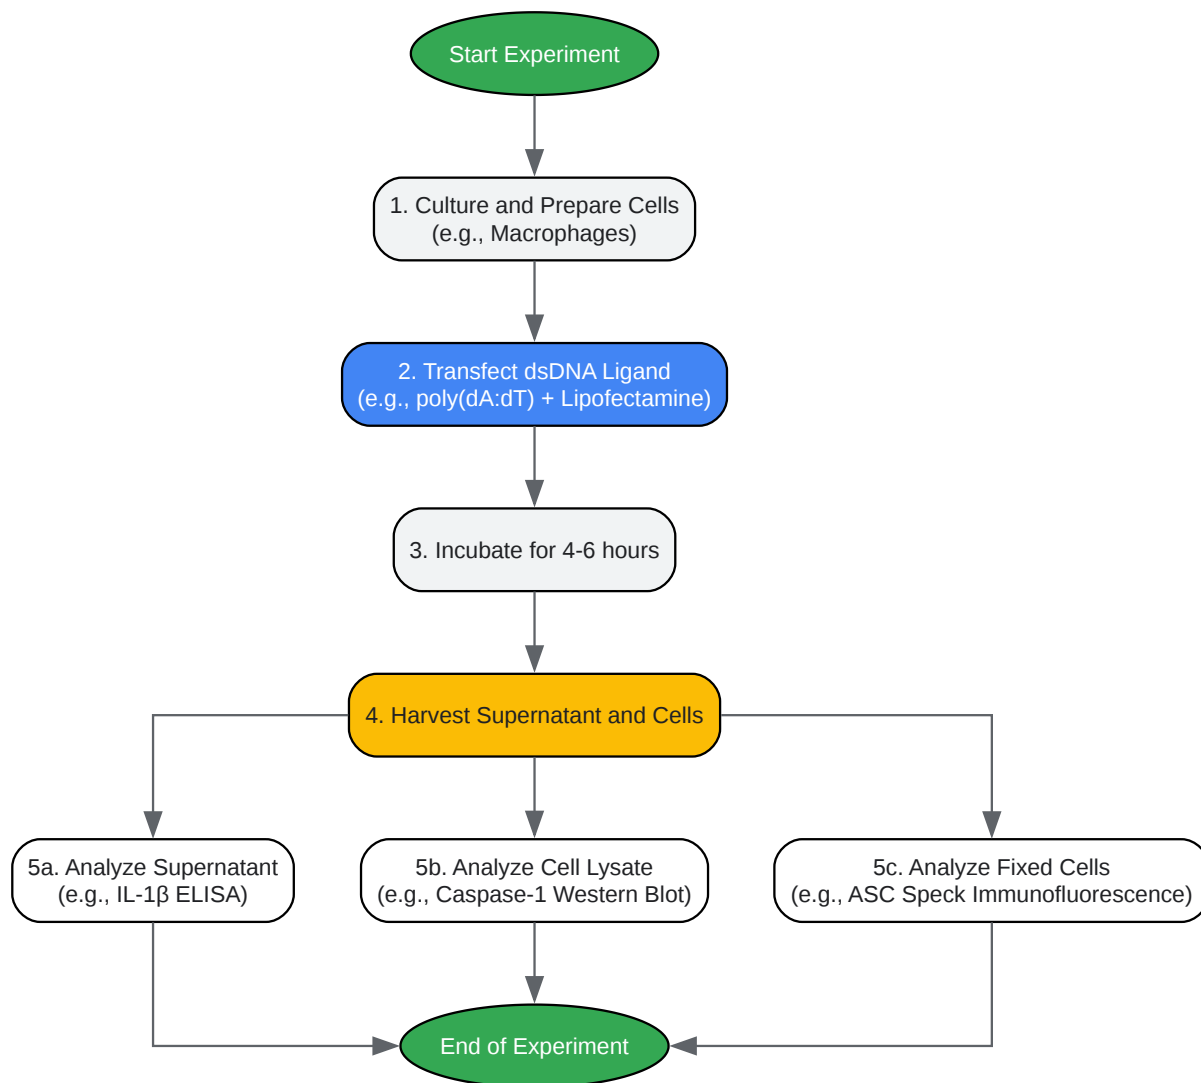 Start Experiment
1. Culture and Prepare Cells
(e.g., Macrophages)
2. Transfect dsDNA Ligand
(e.g., poly(dA:dT) + Lipofectamine)
3. Incubate for 4-6 hours
4. Harvest Supernatant and Cells
5a. Analyze Supernatant
(e.g., IL-1β ELISA)
5b. Analyze Cell Lysate
(e.g., Caspase-1 Western Blot)
5c. Analyze Fixed Cells
(e.g., ASC Speck Immunofluorescence)
End of Experiment